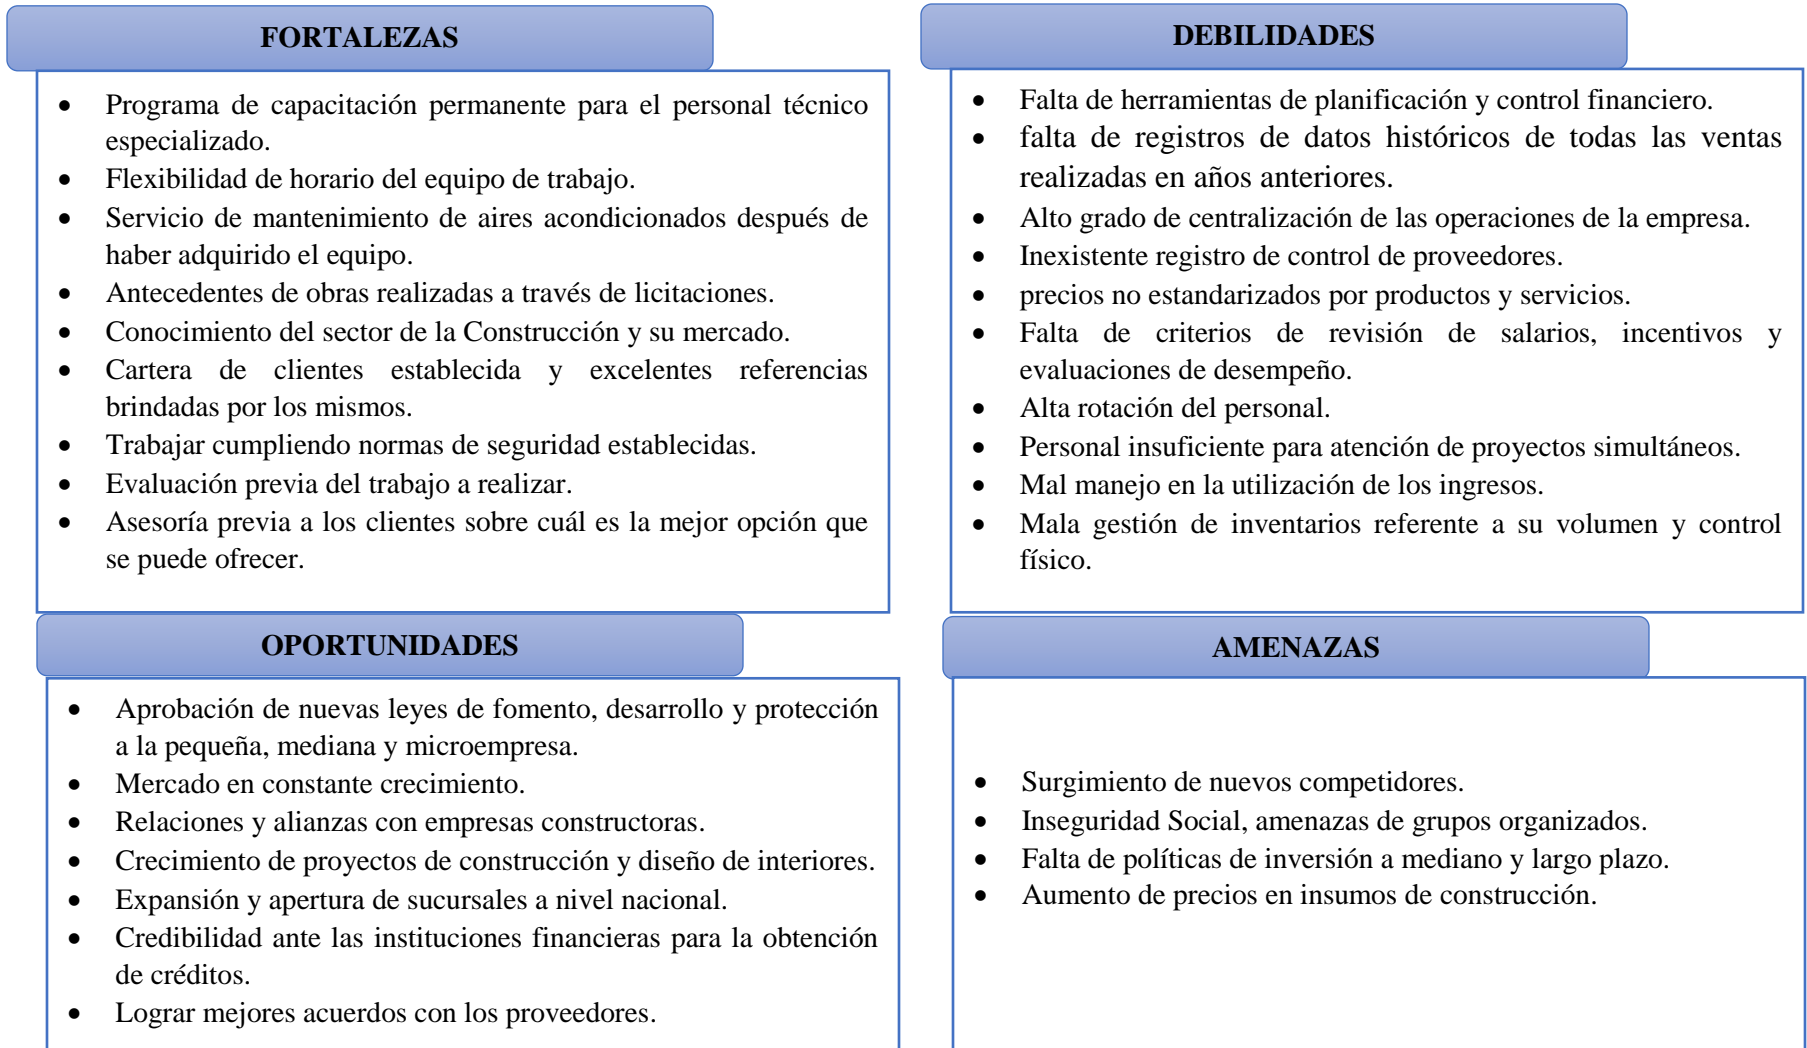 FORTALEZAS
• Programa de capacitación permanente para el personal técnico
especializado.
• Flexibilidad de horario del equipo de trabajo.
• Servicio de mantenimiento de aires acondicionados después de
haber adquirido el equipo.
• Antecedentes de obras realizadas a través de licitaciones.
• Conocimiento del sector de la Construcción y su mercado.
• Cartera de clientes establecida y excelentes referencias
brindadas por los mismos.
• Trabajar cumpliendo normas de seguridad establecidas.
• Evaluación previa del trabajo a realizar.
• Asesoría previa a los clientes sobre cuál es la mejor opción que
se puede ofrecer.
DEBILIDADES
• Falta de herramientas de planificación y control financiero.
• falta de registros de datos históricos de todas las ventas
realizadas en años anteriores.
• Alto grado de centralización de las operaciones de la empresa.
• Inexistente registro de control de proveedores.
• precios no estandarizados por productos y servicios.
• Falta de criterios de revisión de salarios, incentivos y
evaluaciones de desempeño.
• Alta rotación del personal.
• Personal insuficiente para atención de proyectos simultáneos.
• Mal manejo en la utilización de los ingresos.
• Mala gestión de inventarios referente a su volumen y control
físico.
OPORTUNIDADES
• Aprobación de nuevas leyes de fomento, desarrollo y protección
a la pequeña, mediana y microempresa.
• Mercado en constante crecimiento.
• Relaciones y alianzas con empresas constructoras.
• Crecimiento de proyectos de construcción y diseño de interiores.
• Expansión y apertura de sucursales a nivel nacional.
• Credibilidad ante las instituciones financieras para la obtención
de créditos.
• Lograr mejores acuerdos con los proveedores.
AMENAZAS
• Surgimiento de nuevos competidores.
• Inseguridad Social, amenazas de grupos organizados.
• Falta de políticas de inversión a mediano y largo plazo.
• Aumento de precios en insumos de construcción.